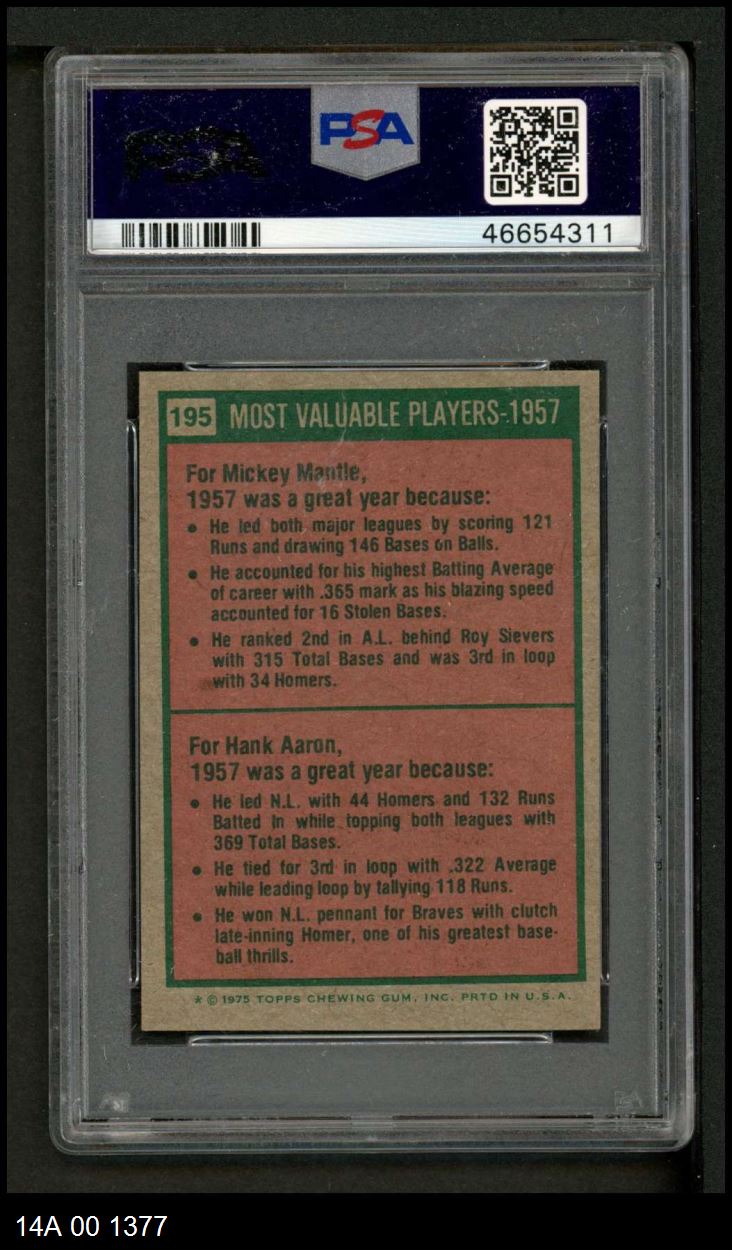 PSA
PSA
46654311
195 MOST VALUABLE PLAYERS-1957
For Mickey Mantle,
1957 was a great year because:
• He led both major leagues by scoring 121
Runs and drawing 146 Bases on Balls.
• He accounted for his highest Batting Average
of career with .365 mark as his blazing speed
accounted for 16 Stolen Bases.
• He ranked 2nd in A.L. behind Roy Sievers
with 315 Total Bases and was 3rd in loop
with 34 Homers.
For Hank Aaron,
1957 was a great year because:
• He led N.L. with 44 Homers and 132 Runs
Batted In while topping both leagues with
369 Total Bases.
• He tied for 3rd in loop with .322 Average
while leading loop by tallying 118 Runs.
• He won N.L. pennant for Braves with clutch
late-inning Homer, one of his greatest base-
ball thrills.
* © 1975 TOPPS CHEWING GUM, INC. PRTD IN U.S.A.
14A 00 1377